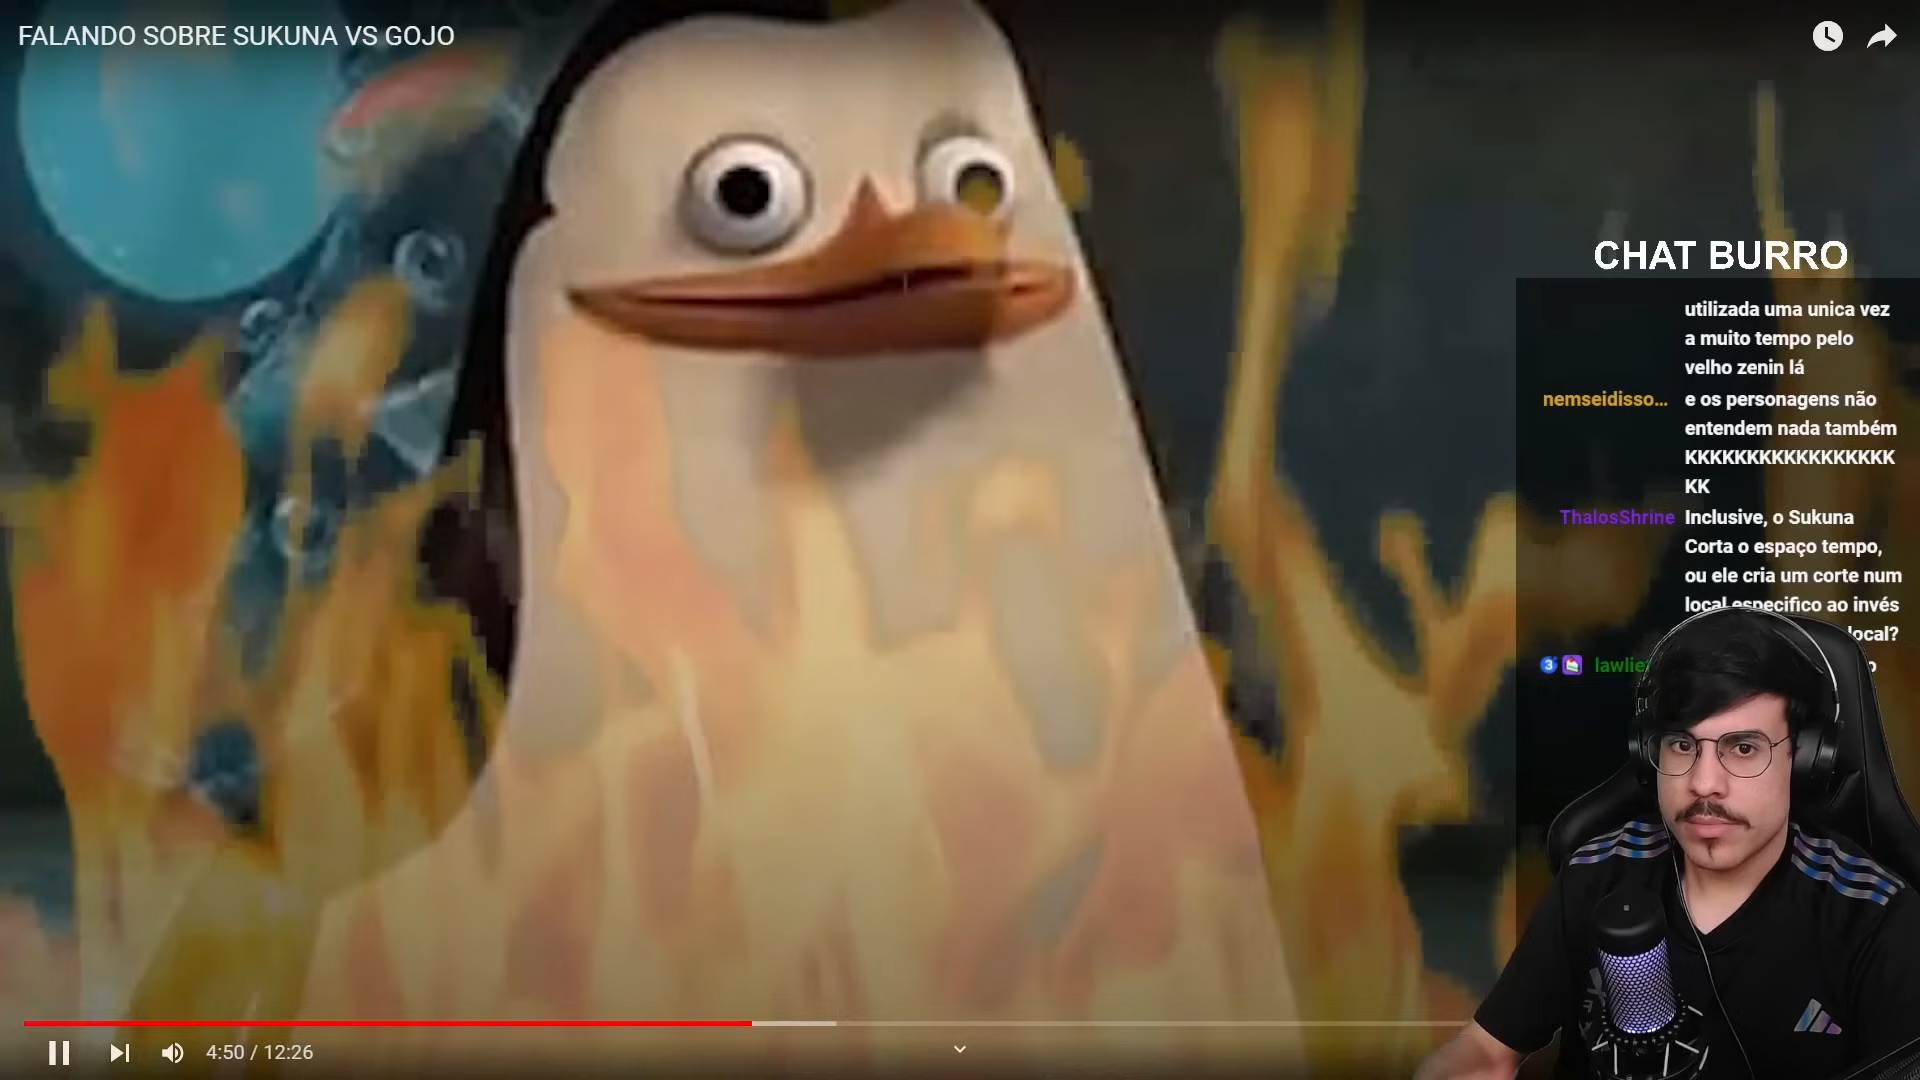 FALANDO SOBRE SUKUNA VS GOJO
CHAT BURRO
utilizada uma unica vez
a muito tempo pelo
velho zenin lá
nemseidisso... e os personagens não
entendem nada também
KKKKKKKKKKKKKKKKK
KK
ThalosShrine Inclusive, o Sukuna
Corta o espaço tempo,
ou ele cria um corte num
local especifico ao invés
local?
3
4:50 / 12:26